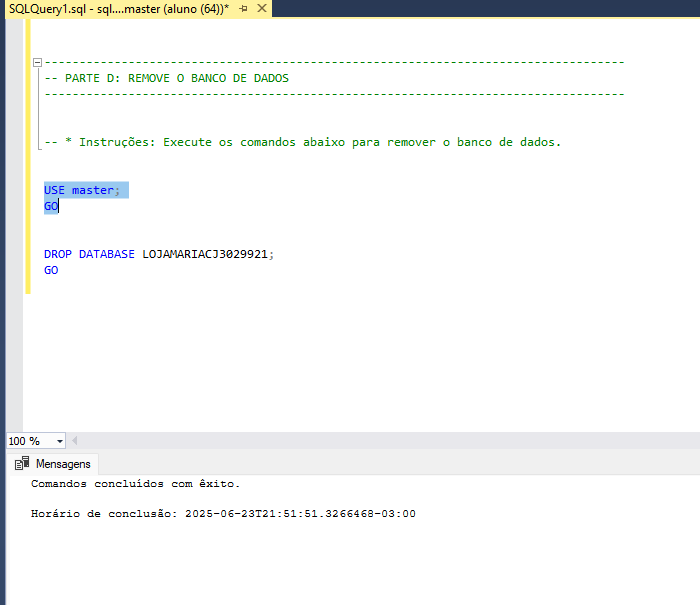 SQLQuery1.sql - sql....master (aluno (64))*
--------------------------------------------------------------------------------
-- PARTE D: REMOVE O BANCO DE DADOS
--------------------------------------------------------------------------------
-- * Instruções: Execute os comandos abaixo para remover o banco de dados.
USE master;
GO
DROP DATABASE LOJAMARIACJ3029921;
GO
100 %
Mensagens
Comandos concluídos com êxito.
Horário de conclusão: 2025-06-23T21:51:51.3266468-03:00